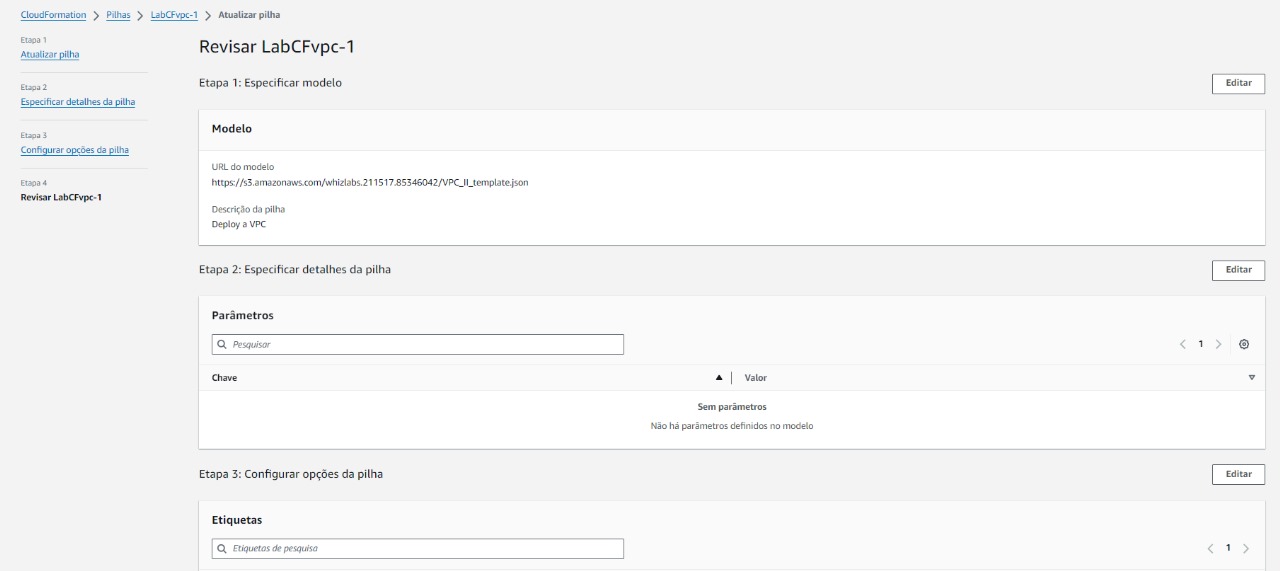 CloudFormation > Pilhas > LabCFvpc-1 > Atualizar pilha
Etapa 1
Atualizar pilha
Etapa 2
Especificar detalhes da pilha
Etapa 3
Configurar opções da pilha
Etapa 4
Revisar LabCFvpc-1
Revisar LabCFvpc-1
Etapa 1: Especificar modelo
Editar
Modelo
URL do modelo
https://s3.amazonaws.com/whizlabs.211517.85346042/VPC_II_template.json
Descrição da pilha
Deploy a VPC
Etapa 2: Especificar detalhes da pilha
Editar
Parâmetros
Pesquisar
1
Chave
Valor
Sem parâmetros
Não há parâmetros definidos no modelo
Etapa 3: Configurar opções da pilha
Editar
Etiquetas
Etiquetas de pesquisa
1